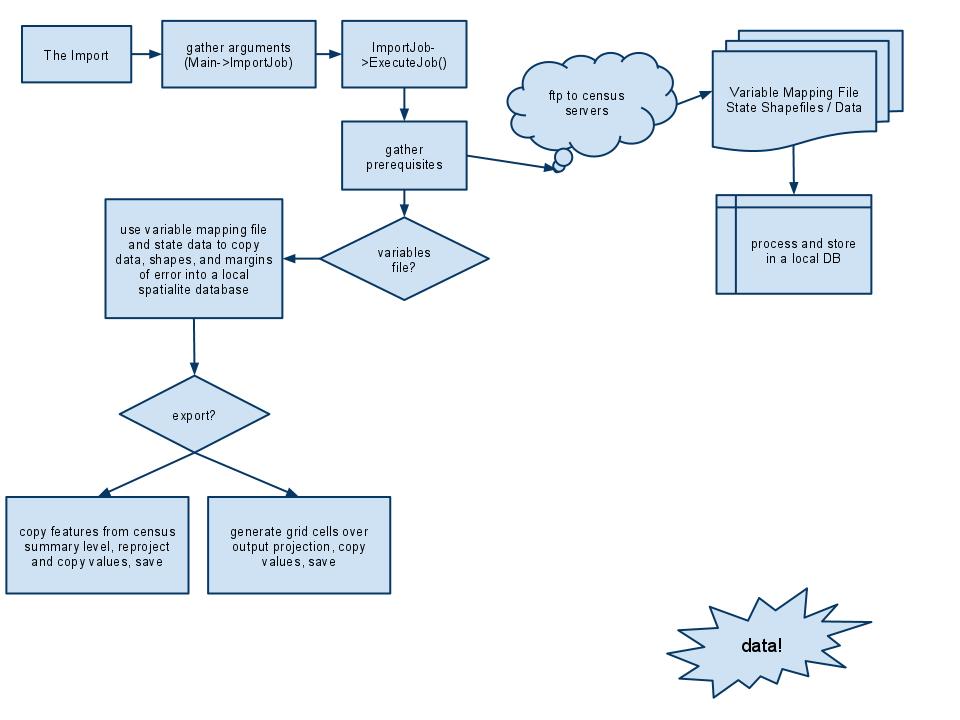 The Import
gather arguments
(Main->ImportJob)
ImportJob-
>ExecuteJob()
ftp to census
servers
Variable Mapping File
State Shapefiles / Data
gather
prerequisites
use variable mapping file
and state data to copy
data, shapes, and margins
of error into a local
spatialite database
variables
file?
process and store
in a local DB
export?
copy features from census
summary level, reproject
and copy values, save
generate grid cells over
output projection, copy
values, save
data!